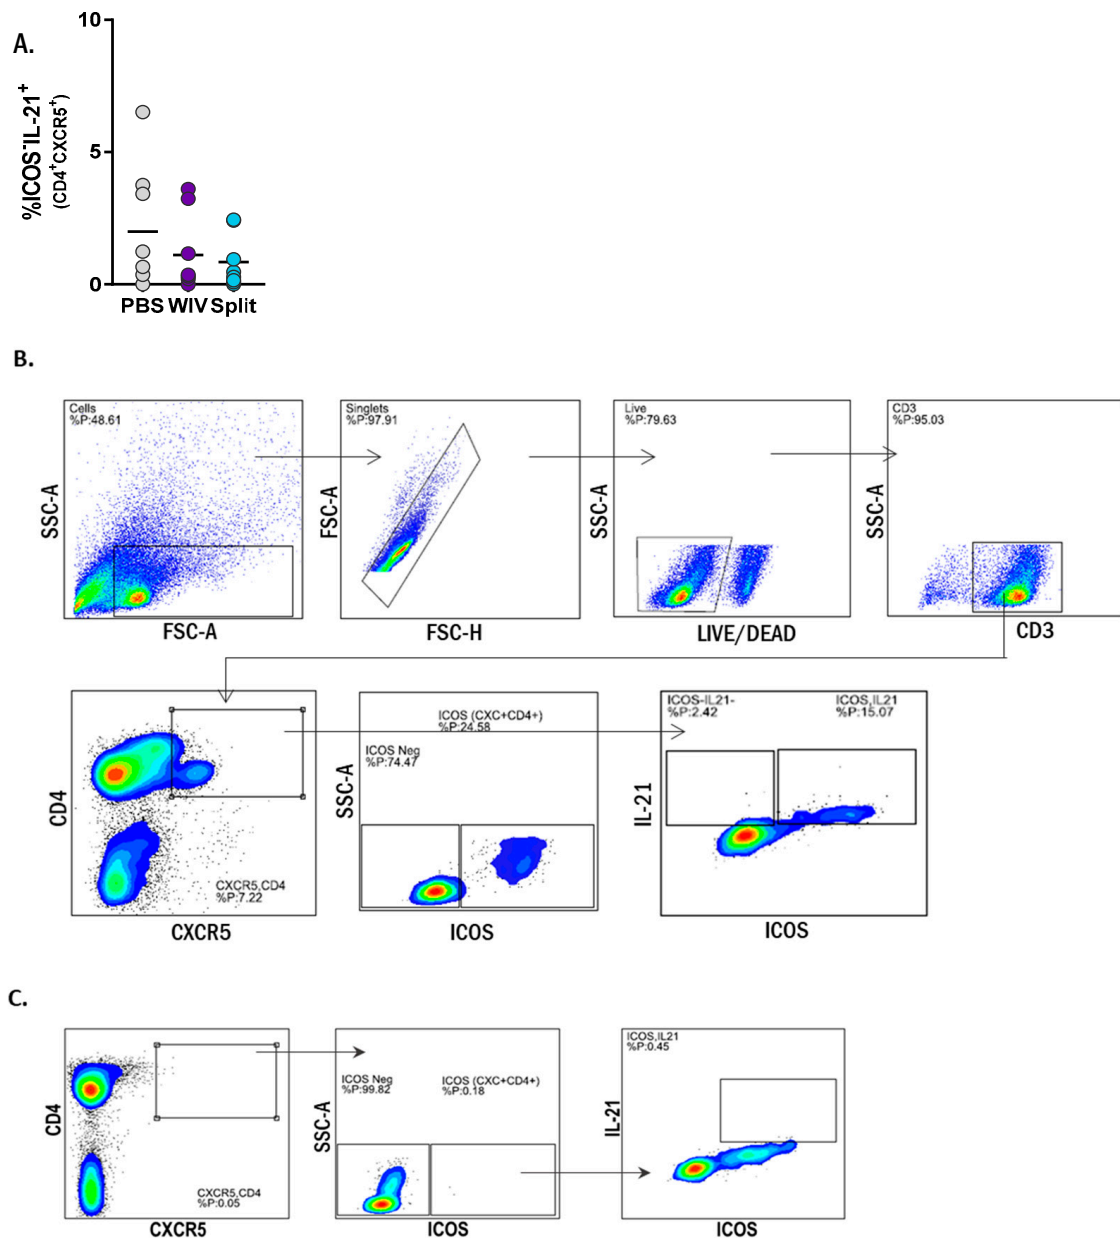 A.
10
5
0
%ICOS⁻IL-21⁺
(CD4⁺CXCR5⁺)
PBS WIV Split
B.
Cells
%P:48.61
SSC-A
FSC-A
Singlets
%P:97.91
FSC-A
FSC-H
Live
%P:79.63
SSC-A
LIVE/DEAD
CD3
%P:95.03
SSC-A
CD3
CD4
CXCR5,CD4
%P:7.22
CXCR5
ICOS (CXC+CD4+)
%P:24.58
ICOS Neg
%P:74.47
SSC-A
ICOS
ICOS-IL21-
%P:2.42
ICOS,IL21
%P:15.07
IL-21
ICOS
C.
CD4
CXCR5,CD4
%P:0.05
CXCR5
ICOS Neg
%P:99.82
ICOS (CXC+CD4+)
%P:0.18
SSC-A
ICOS
ICOS,IL21
%P:0.45
IL-21
ICOS